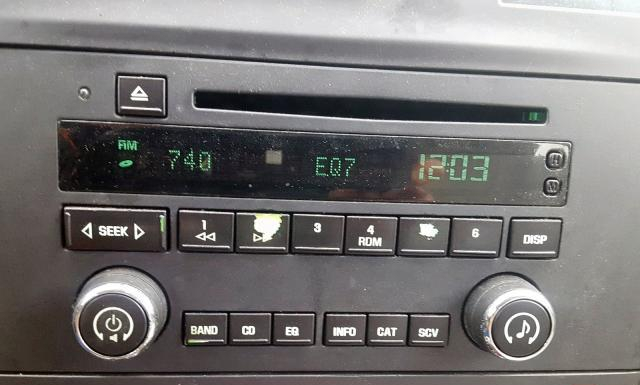 AM 740 EQ7 12:03
H
M
SEEK 1 3 4 RDM 6 DISP
BAND CD EQ INFO CAT SCV